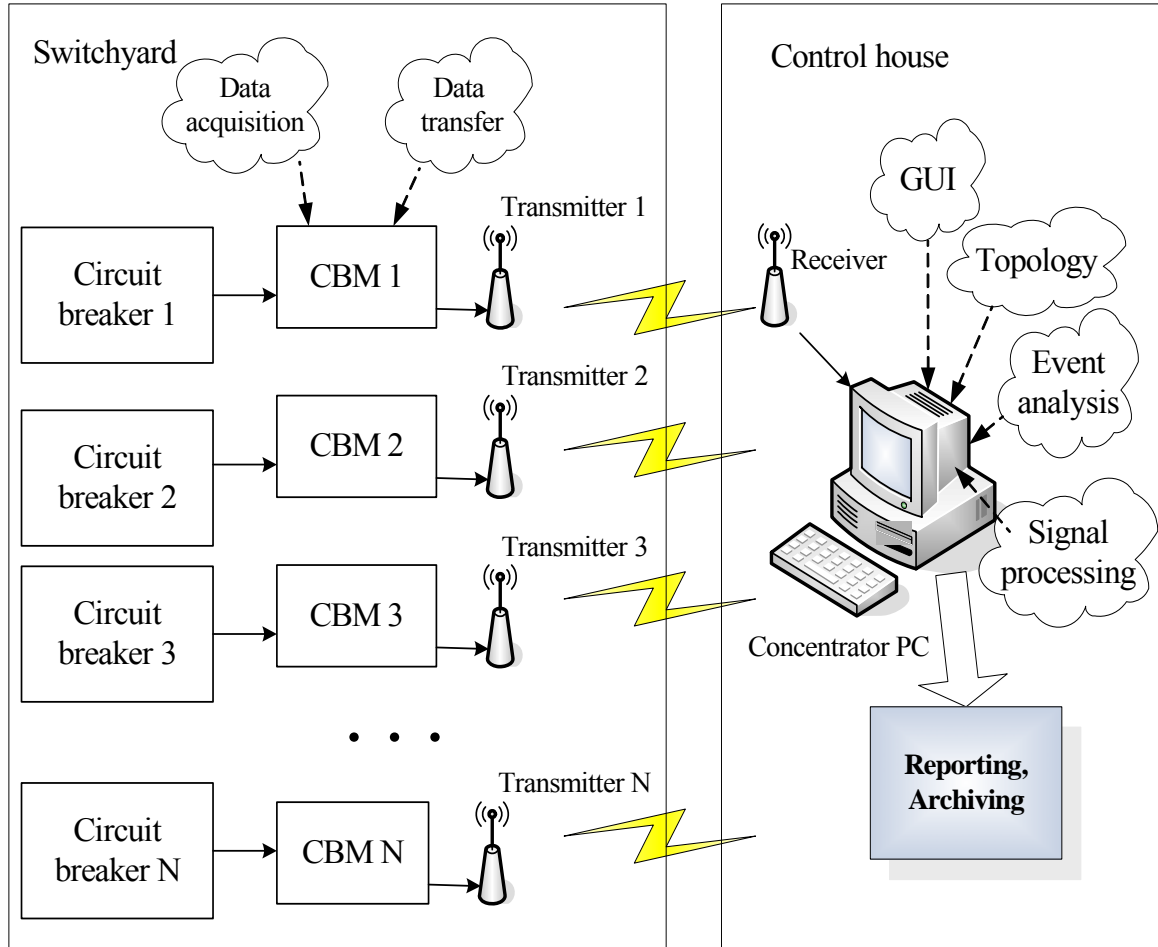 Switchyard
Data
acquisition
Data
transfer
Transmitter 1
Circuit
breaker 1
CBM 1
Transmitter 2
Circuit
breaker 2
CBM 2
Transmitter 3
Circuit
breaker 3
CBM 3
. . .
Transmitter N
Circuit
breaker N
CBM N
Control house
GUI
Receiver
Topology
Event
analysis
Signal
processing
Concentrator PC
Reporting,
Archiving